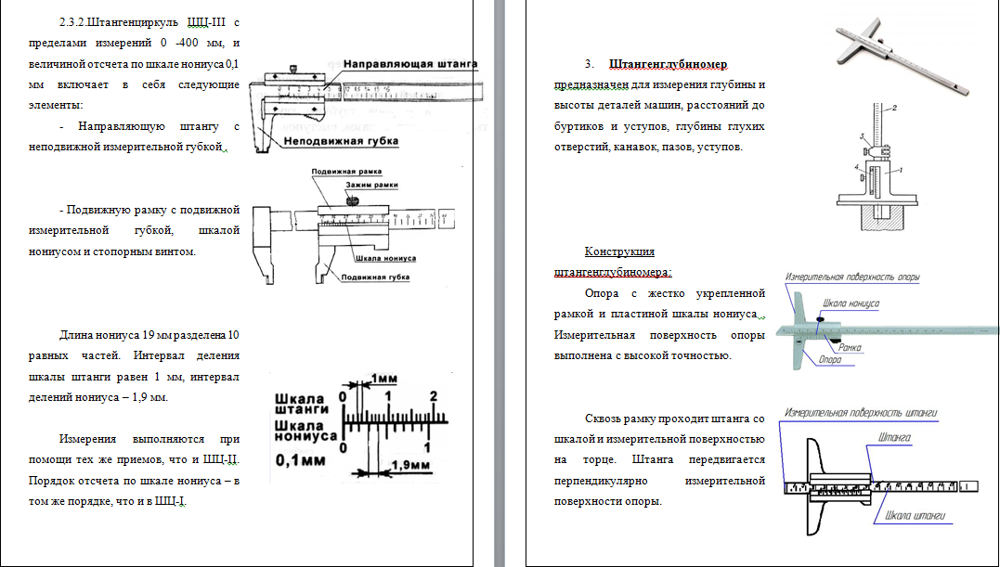 2.3.2.Штангенциркуль ШЦ-III с
пределами измерений 0 -400 мм, и
величиной отсчета по шкале нониуса 0,1
мм включает в себя следующие
элементы:
- Направляющую штангу с
неподвижной измерительной губкой.
Направляющая штанга
Неподвижная губка
- Подвижную рамку с подвижной
измерительной губкой, шкалой
нониусом и стопорным винтом.
Подвижная рамка
Зажим рамки
Шкала нониуса
Подвижная губка
Длина нониуса 19 мм разделена 10
равных частей. Интервал деления
шкалы штанги равен 1 мм, интервал
делений нониуса – 1,9 мм.
Измерения выполняются при
помощи тех же приемов, что и ШЦ-II.
Порядок отсчета по шкале нониуса – в
том же порядке, что и в ШЦ-I.
1мм
Шкала
штанги
0 1 2
Шкала
нониуса
0 1
0,1мм
1,9мм
3. Штангенглубиномер
предназначен для измерения глубины и
высоты деталей машин, расстояний до
буртиков и уступов, глубины глухих
отверстий, канавок, пазов, уступов.
2
3
4
1
Конструкция
штангенглубиномера:
Опора с жестко укрепленной
рамкой и пластиной шкалы нониуса .
Измерительная поверхность опоры
выполнена с высокой точностью.
Измерительная поверхность опоры
Шкала нониуса
Рамка
Опора
Сквозь рамку проходит штанга со
шкалой и измерительной поверхностью
на торце. Штанга передвигается
перпендикулярно измерительной
поверхности опоры.
Измерительная поверхность штанги
Штанга
Шкала штанги